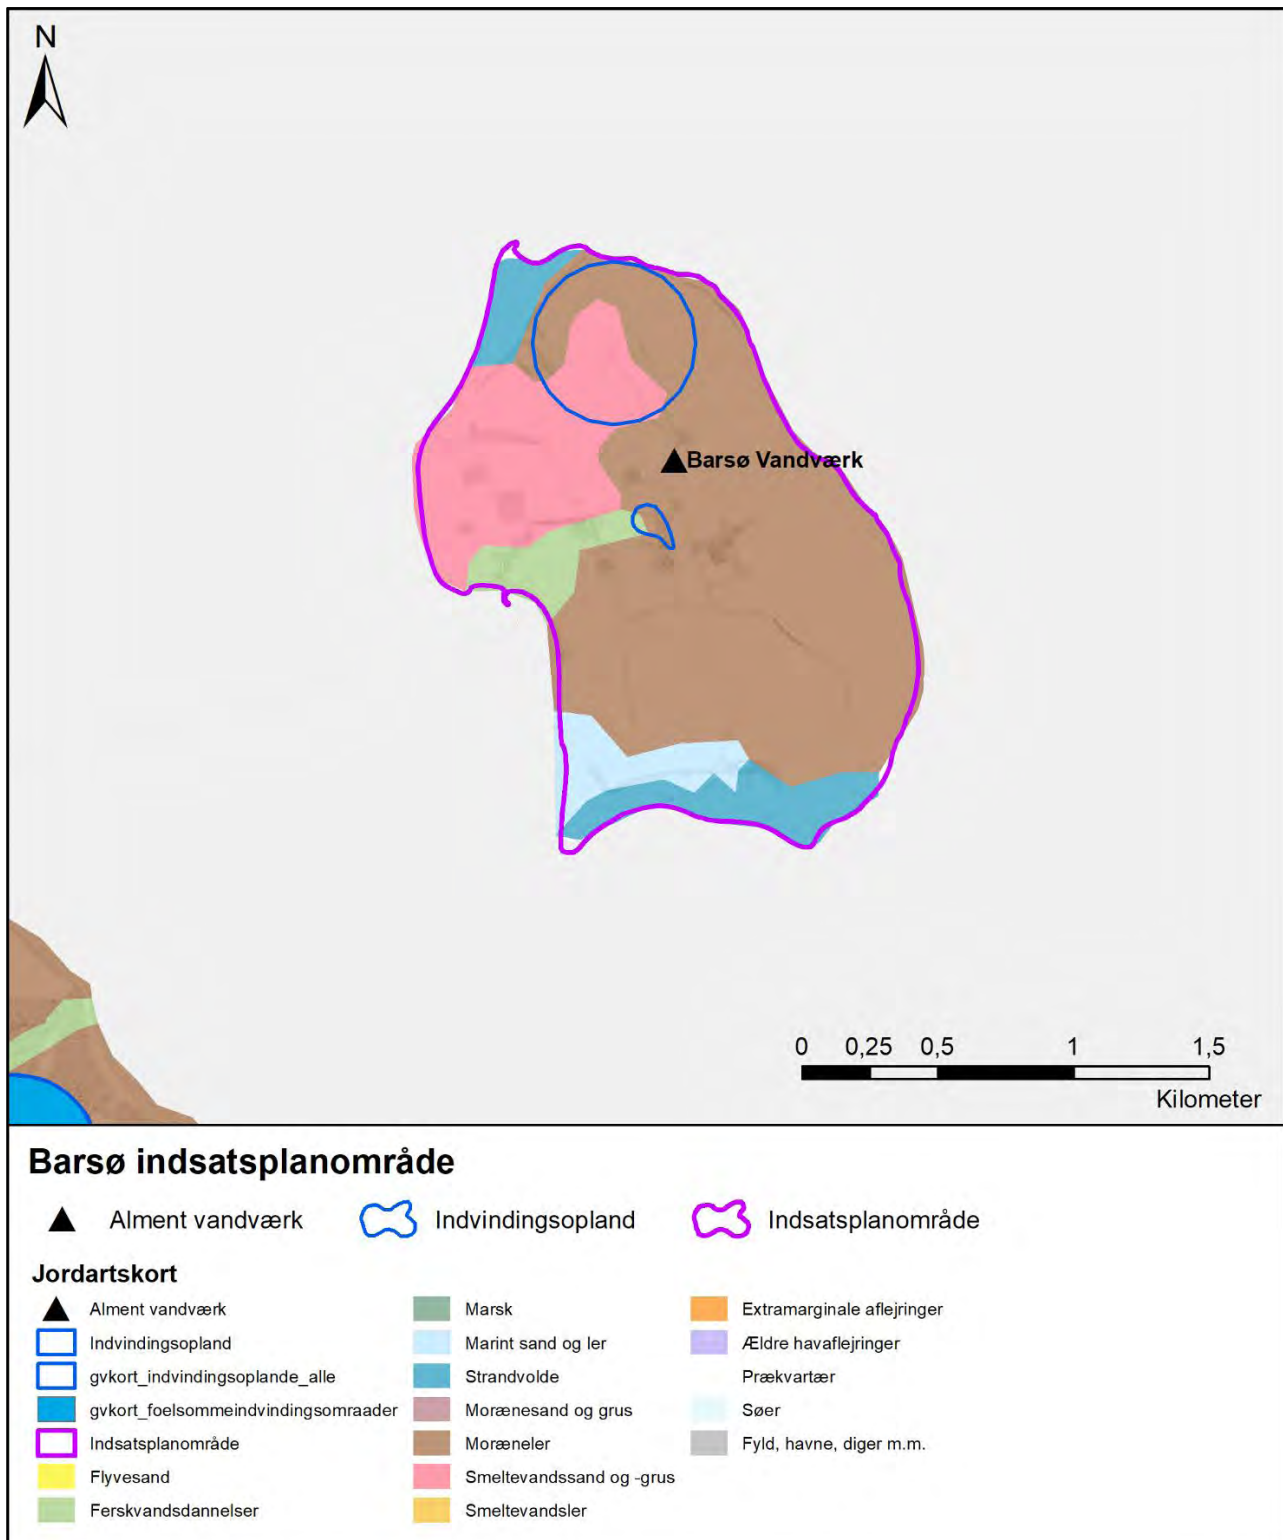 N
Barsø Vandværk
0 0,25 0,5 1 1,5
Kilometer
Barsø indsatsplanområde
Alment vandværk Indvindingsopland Indsatsplanområde
Jordartskort
Alment vandværk
Indvindingsopland
gvkort_indvindingsoplande_alle
gvkort_foelsommeindvindingsomraader
Indsatsplanområde
Flyvesand
Ferskvandsdannelser
Marsk
Marint sand og ler
Strandvolde
Morænesand og grus
Moræneler
Smeltevandssand og -grus
Smeltevandsler
Extramarginale aflejringer
Ældre havaflejringer
Prækvartær
Søer
Fyld, havne, diger m.m.